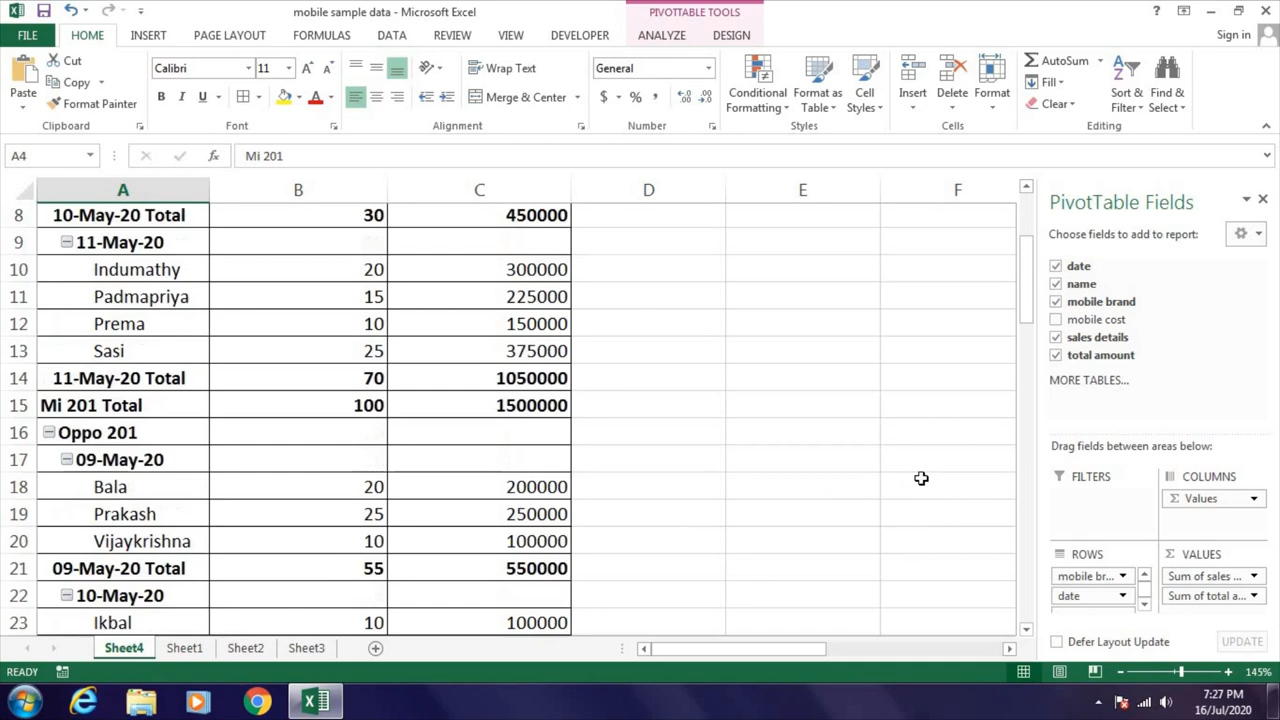 mobile sample data - Microsoft Excel
PIVOTTABLE TOOLS
?
Sign in
FILE HOME INSERT PAGE LAYOUT FORMULAS DATA REVIEW VIEW DEVELOPER ANALYZE DESIGN
Paste
Cut
Copy
Format Painter
Clipboard
Calibri 11
B I U
Font
Wrap Text
Merge & Center
Alignment
General
$ % ,
Number
Conditional Formatting
Format as Table
Cell Styles
Styles
Insert
Delete
Format
Cells
AutoSum
Fill
Clear
Sort & Filter
Find & Select
Editing
A4 fx Mi 201
A B C D E F
8 10-May-20 Total 30 450000
9 11-May-20
10 Indumathy 20 300000
11 Padmapriya 15 225000
12 Prema 10 150000
13 Sasi 25 375000
14 11-May-20 Total 70 1050000
15 Mi 201 Total 100 1500000
16 Oppo 201
17 09-May-20
18 Bala 20 200000
19 Prakash 25 250000
20 Vijaykrishna 10 100000
21 09-May-20 Total 55 550000
22 10-May-20
23 Ikbal 10 100000
PivotTable Fields
Choose fields to add to report:
date
name
mobile brand
mobile cost
sales details
total amount
MORE TABLES...
Drag fields between areas below:
FILTERS
COLUMNS
Σ Values
ROWS
mobile br...
date
Σ VALUES
Sum of sales ...
Sum of total a...
Defer Layout Update
UPDATE
Sheet4 Sheet1 Sheet2 Sheet3
READY
145%
7:27 PM
16/Jul/2020